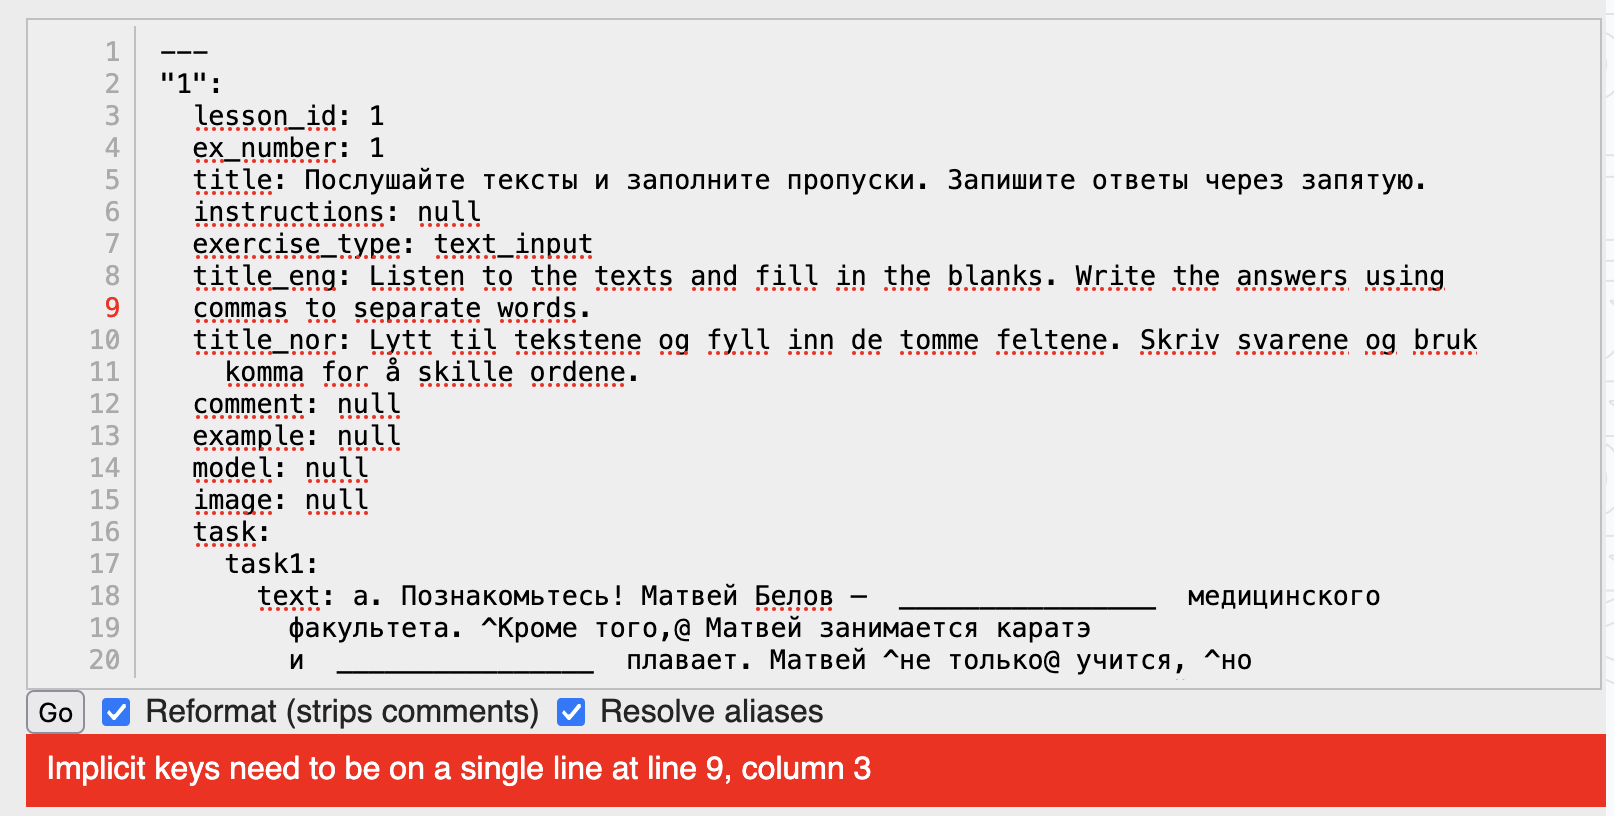 1 ---
2 "1":
3   lesson_id: 1
4   ex_number: 1
5   title: Послушайте тексты и заполните пропуски. Запишите ответы через запятую.
6   instructions: null
7   exercise_type: text_input
8   title_eng: Listen to the texts and fill in the blanks. Write the answers using
9   commas to separate words.
10   title_nor: Lytt til tekstene og fyll inn de tomme feltene. Skriv svarene og bruk
11     komma for å skille ordene.
12   comment: null
13   example: null
14   model: null
15   image: null
16   task:
17     task1:
18       text: а. Познакомьтесь! Матвей Белов –  ________________  медицинского
19         факультета. ^Кроме того,@ Матвей занимается каратэ
20         и  ________________  плавает. Матвей ^не только@ учится, ^но
Go Reformat (strips comments) Resolve aliases
Implicit keys need to be on a single line at line 9, column 3